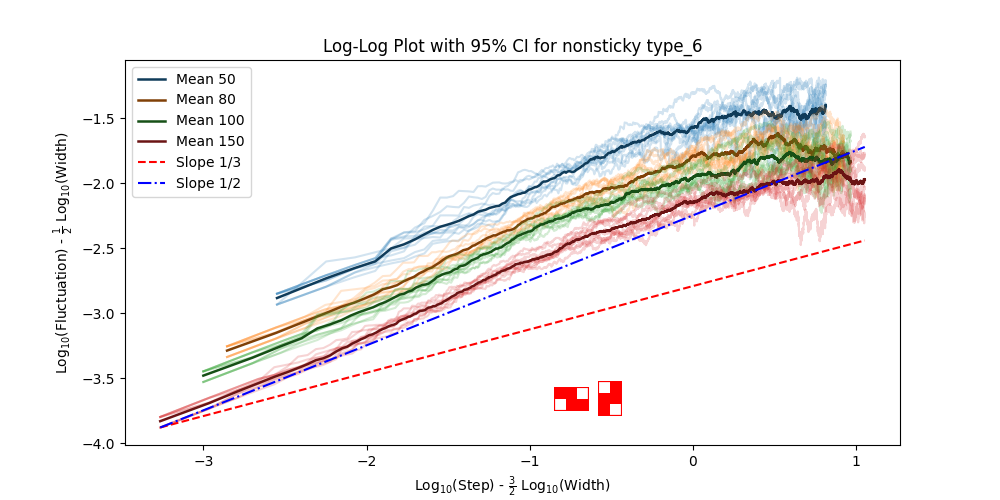 Log-Log Plot with 95% CI for nonsticky type_6
Mean 50
Mean 80
Mean 100
Mean 150
Slope 1/3
Slope 1/2
Log₁₀(Fluctuation) - 1/2 Log₁₀(Width)
−1.5
−2.0
−2.5
−3.0
−3.5
−4.0
−3 −2 −1 0 1
Log₁₀(Step) - 3/2 Log₁₀(Width)